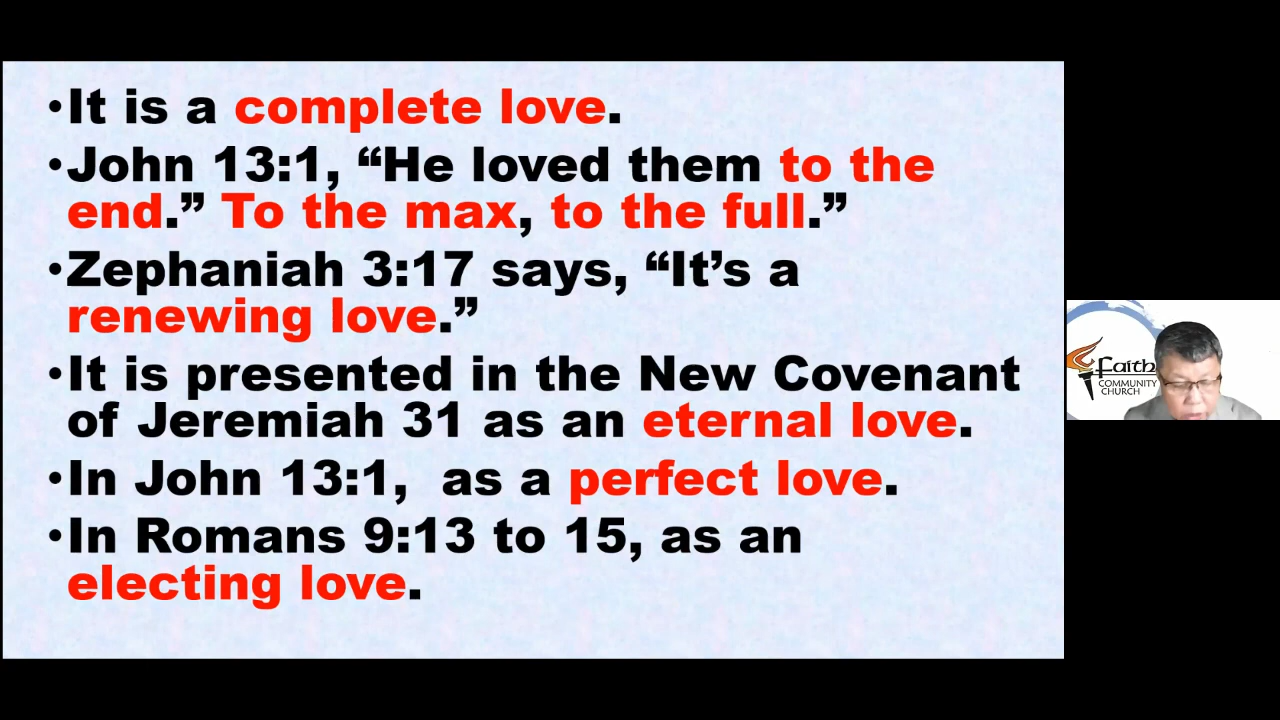 •It is a complete love.
•John 13:1, “He loved them to the
end.” To the max, to the full.”
•Zephaniah 3:17 says, “It’s a
renewing love.”
•It is presented in the New Covenant
of Jeremiah 31 as an eternal love.
•In John 13:1,  as a perfect love.
•In Romans 9:13 to 15, as an
electing love.
Faith
COMMUNITY
CHURCH